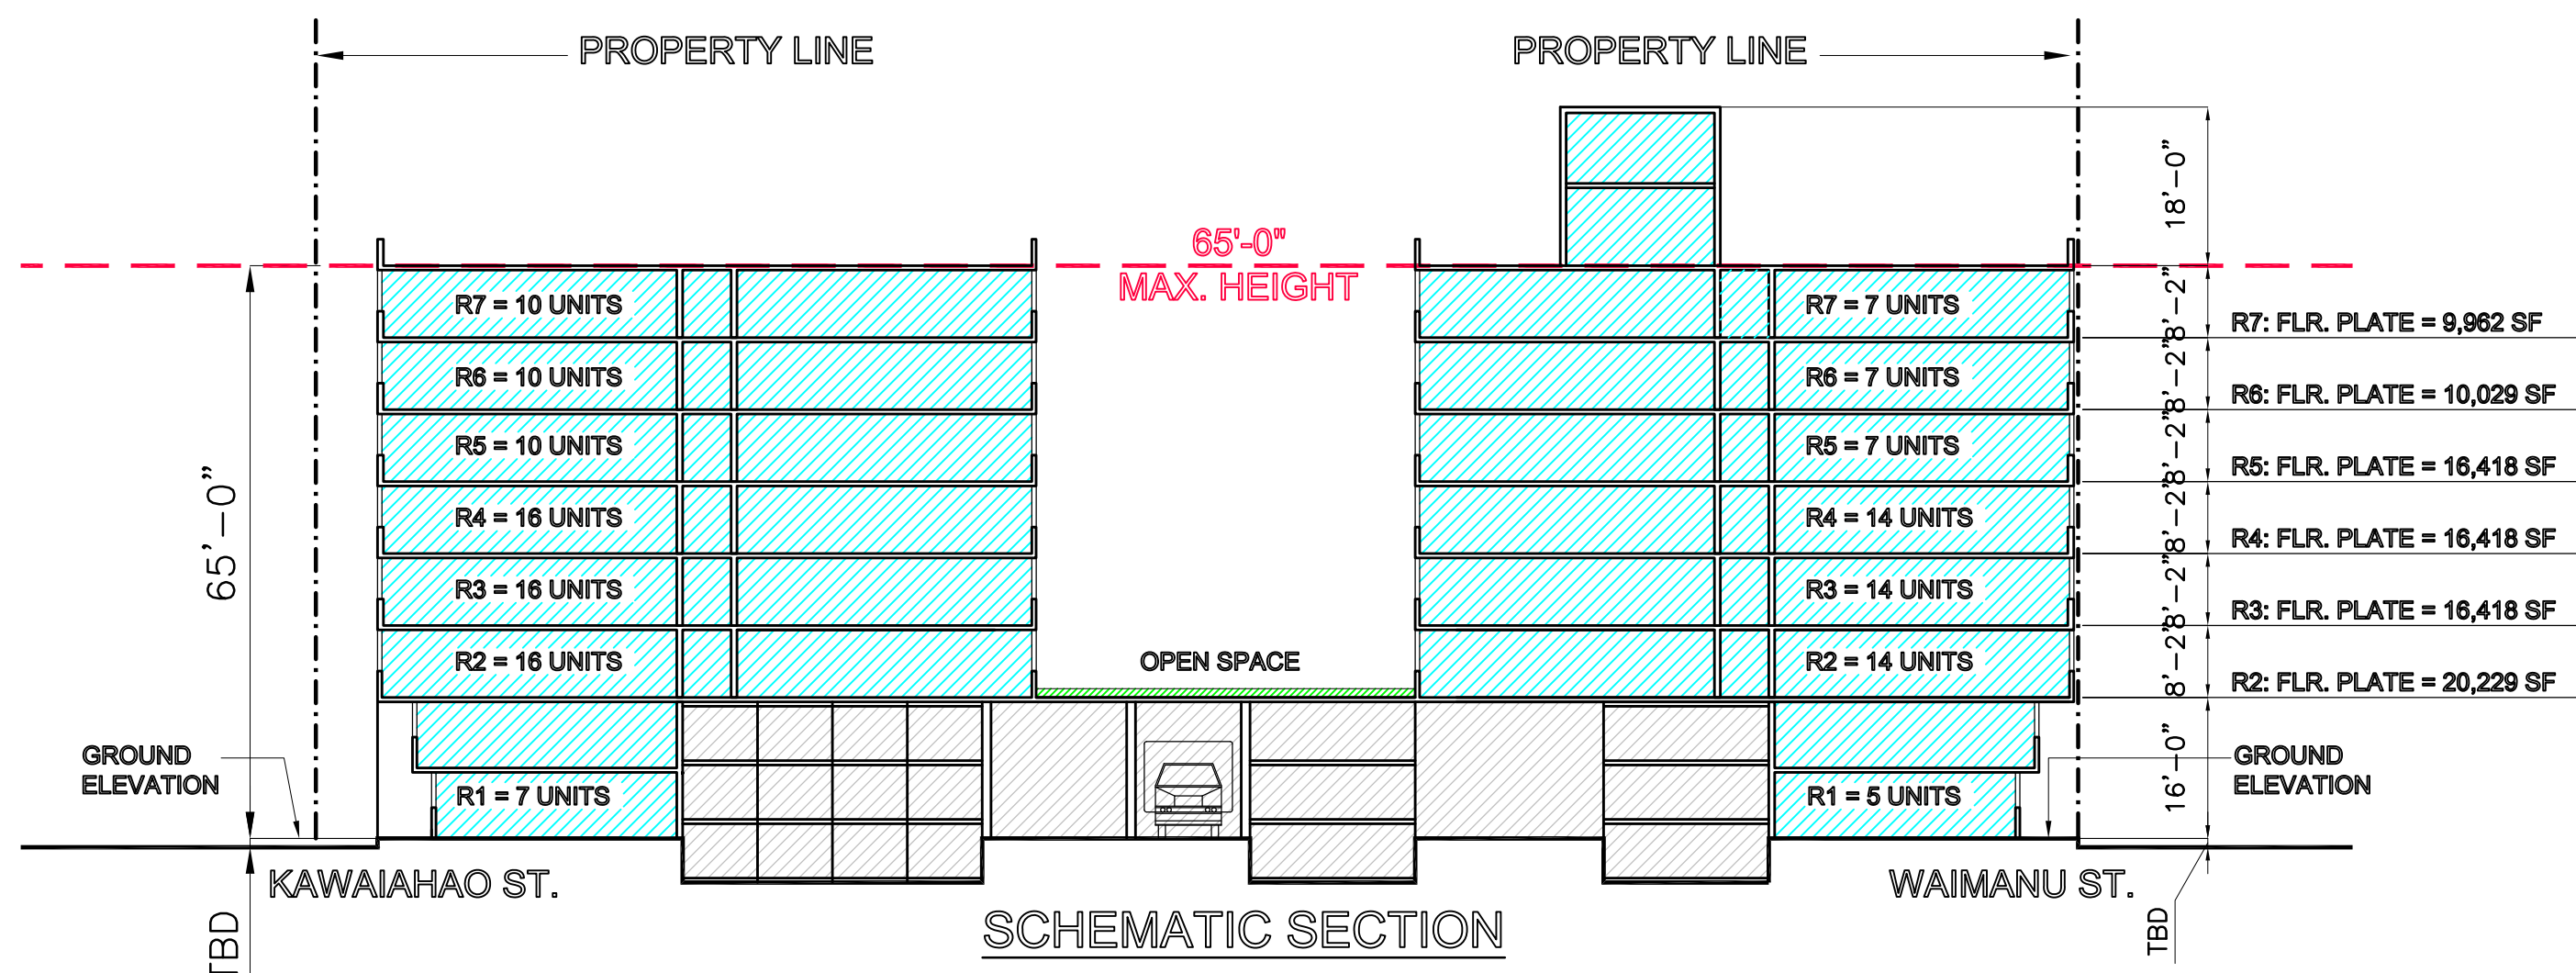 PROPERTY LINE
PROPERTY LINE
65'-0"
MAX. HEIGHT
18'-0"
R7 = 10 UNITS
R7 = 7 UNITS
8'-2"
R7: FLR. PLATE = 9,962 SF
R6 = 10 UNITS
R6 = 7 UNITS
8'-2"
R6: FLR. PLATE = 10,029 SF
R5 = 10 UNITS
R5 = 7 UNITS
8'-2"
R5: FLR. PLATE = 16,418 SF
65'-0"
R4 = 16 UNITS
R4 = 14 UNITS
8'-2"
R4: FLR. PLATE = 16,418 SF
R3 = 16 UNITS
R3 = 14 UNITS
8'-2"
R3: FLR. PLATE = 16,418 SF
R2 = 16 UNITS
OPEN SPACE
R2 = 14 UNITS
8'-2"
R2: FLR. PLATE = 20,229 SF
GROUND
ELEVATION
R1 = 7 UNITS
R1 = 5 UNITS
16'-0"
GROUND
ELEVATION
KAWAIAHAO ST.
WAIMANU ST.
TBD
TBD
SCHEMATIC SECTION